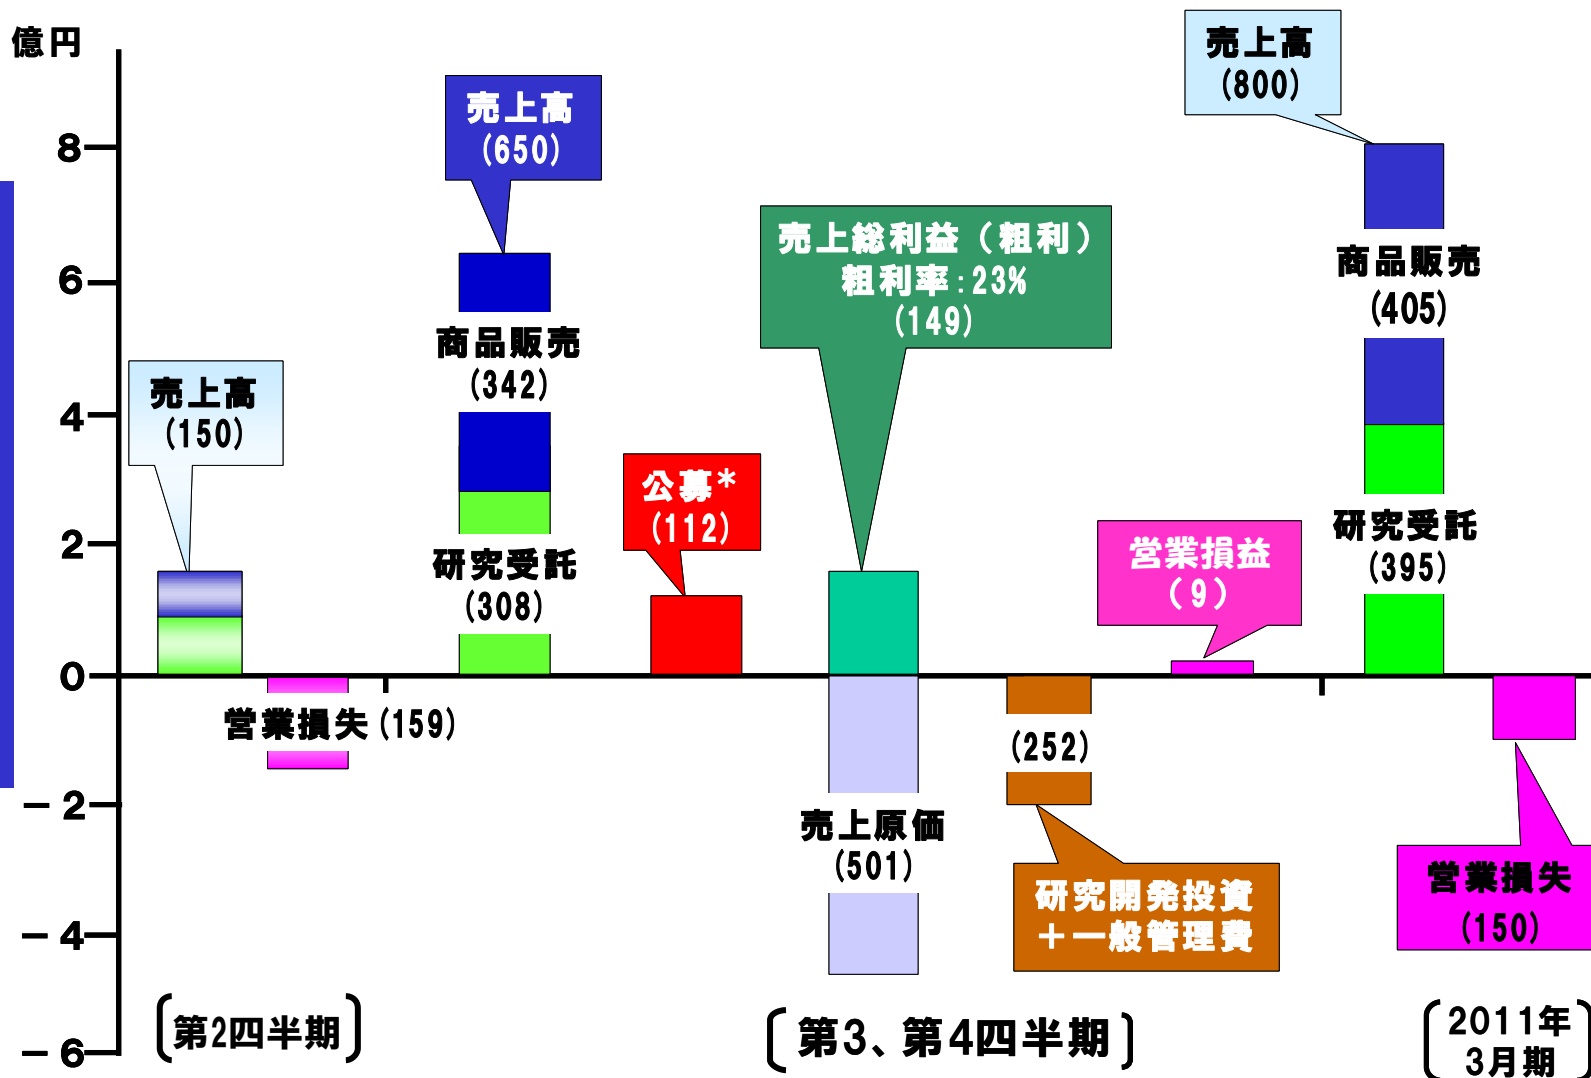 億円
8
6
4
2
0
－2
－4
－6
売上高
(150)
営業損失(159)
売上高
(650)
商品販売
(342)
研究受託
(308)
公募*
(112)
売上総利益（粗利）
粗利率:23%
(149)
売上原価
(501)
(252)
研究開発投資
＋一般管理費
営業損益
(9)
売上高
(800)
商品販売
(405)
研究受託
(395)
営業損失
(150)
第2四半期
第3、第4四半期
2011年
3月期